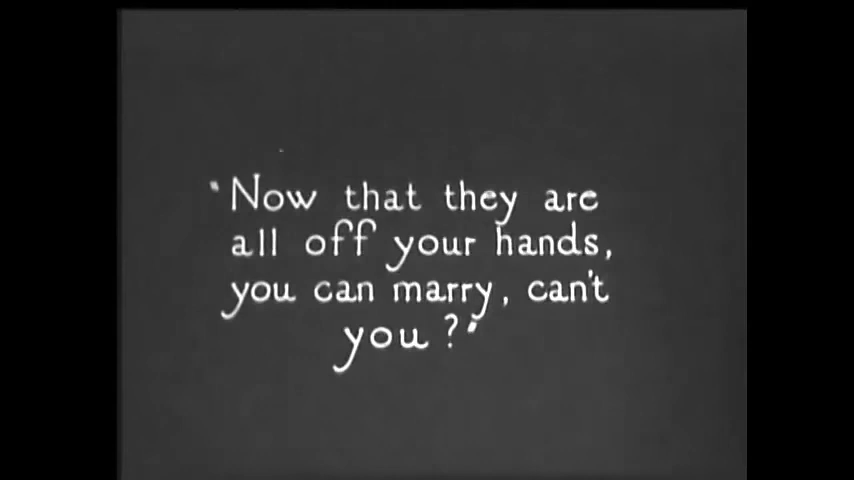 "Now that they are
all off your hands,
you can marry, can't
you?"